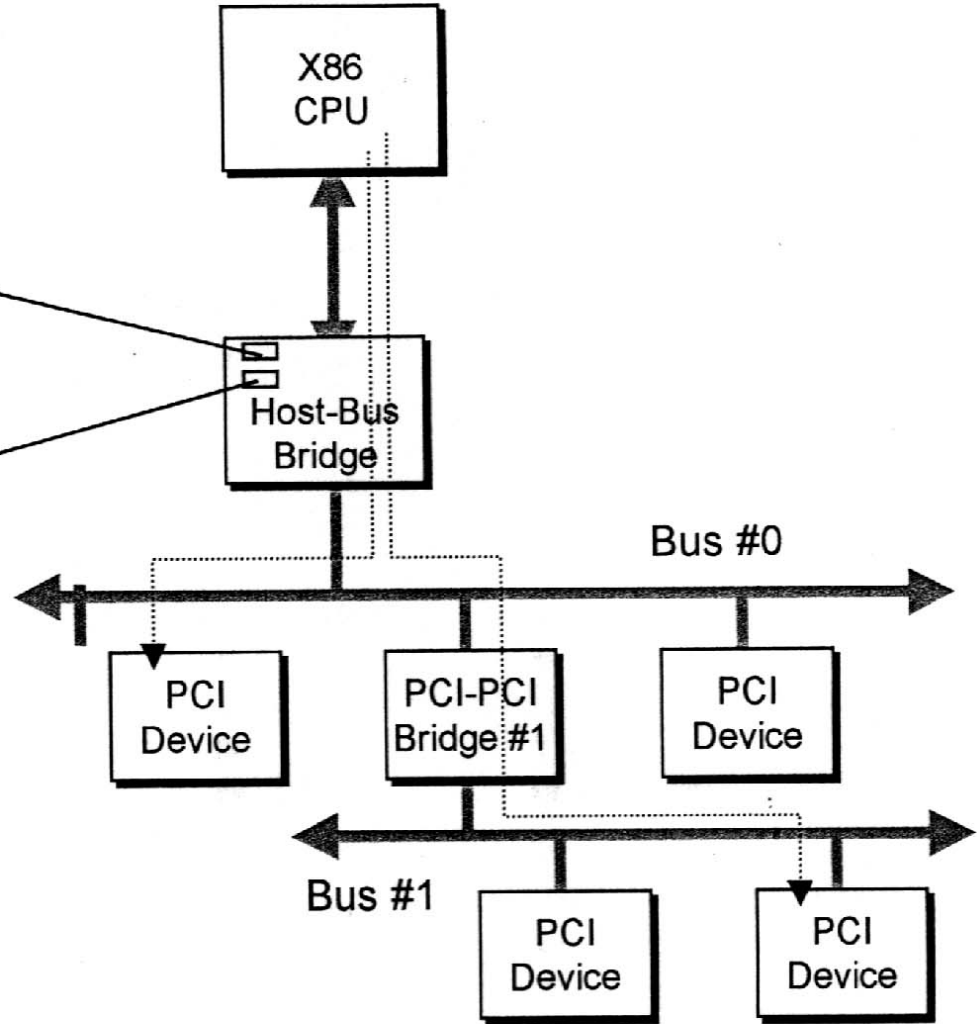 X86
CPU
Host-Bus
Bridge
Bus #0
PCI
Device
PCI-PCI
Bridge #1
PCI
Device
Bus #1
PCI
Device
PCI
Device